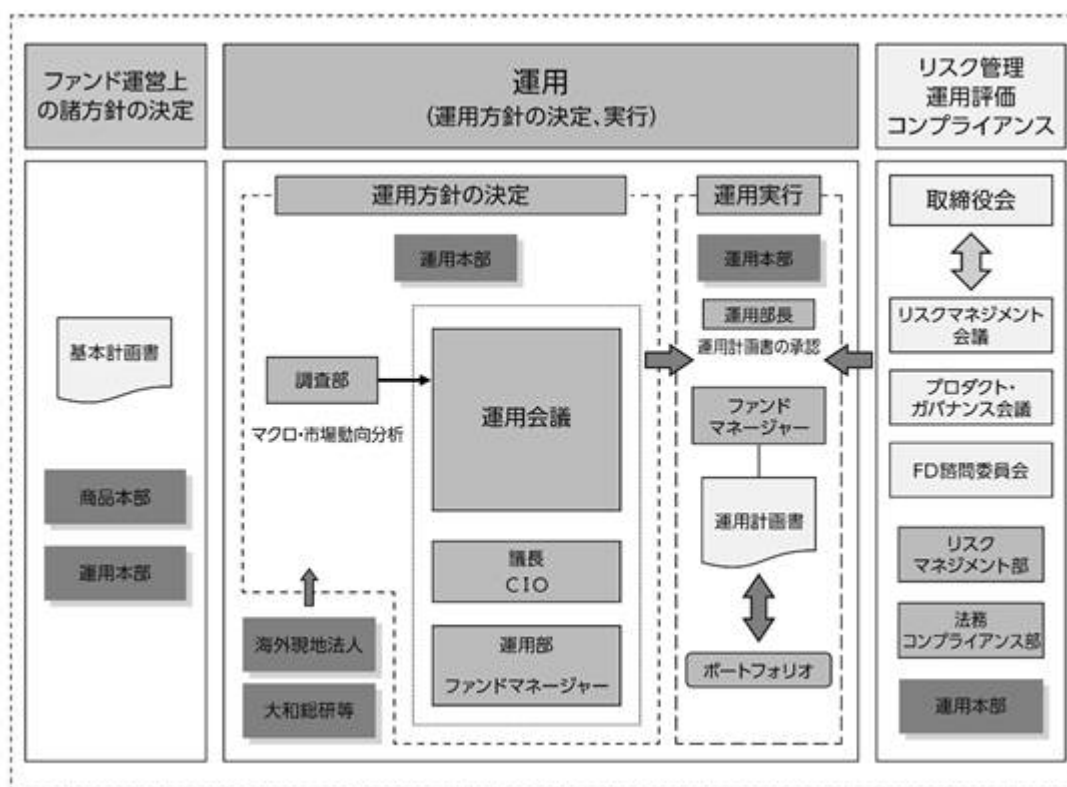 ファンド運営上
の諸方針の決定
運用
(運用方針の決定、実行)
リスク管理
運用評価
コンプライアンス
基本計画書
商品本部
運用本部
運用方針の決定
運用本部
調査部
マクロ・市場動向分析
運用会議
議長
CIO
運用部
ファンドマネージャー
海外現地法人
大和総研等
運用実行
運用本部
運用部長
運用計画書の承認
ファンド
マネージャー
運用計画書
ポートフォリオ
取締役会
リスクマネジメント
会議
プロダクト・
ガバナンス会議
FD諮問委員会
リスク
マネジメント部
法務
コンプライアンス部
運用本部